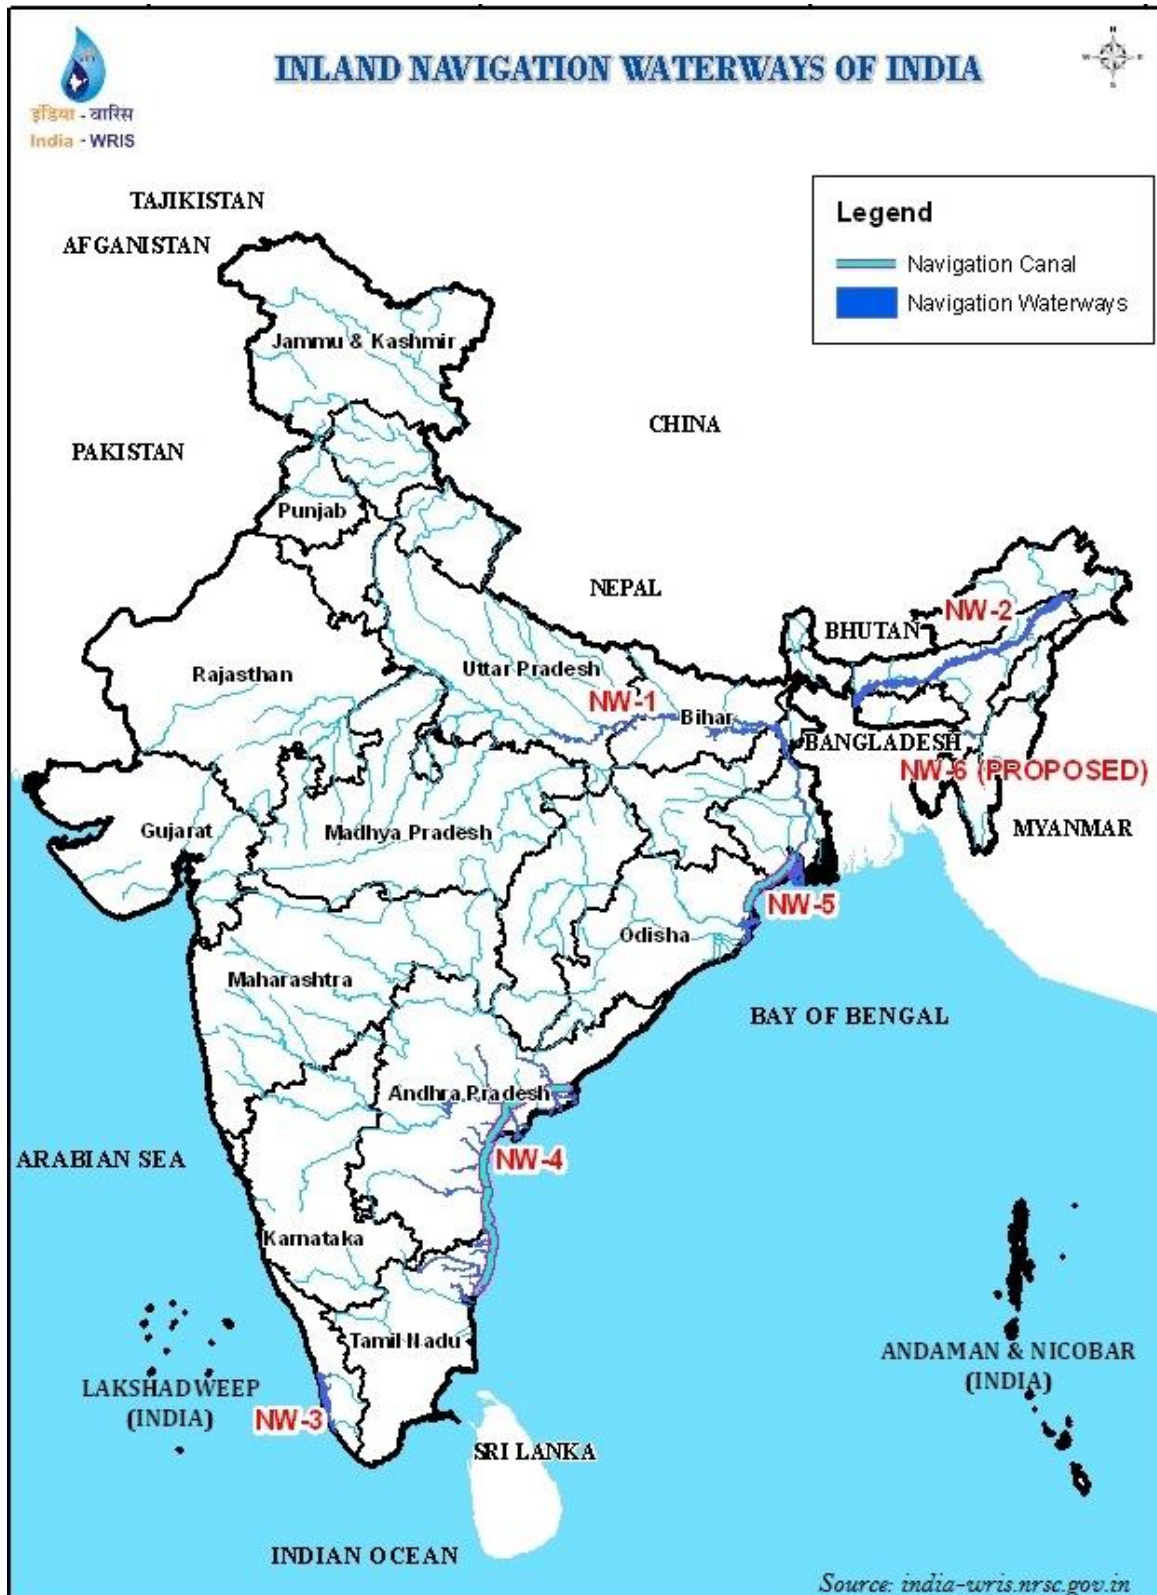 INLAND NAVIGATION WATERWAYS OF INDIA
इंडिया - वारिस
India - WRIS
N
W
E
S
TAJIKISTAN
AFGANISTAN
Legend
Navigation Canal
Navigation Waterways
Jammu & Kashmir
CHINA
PAKISTAN
Punjab
NEPAL
NW-2
BHUTAN
Rajasthan
Uttar Pradesh
NW-1
Bihar
BANGLADESH
NW-6 (PROPOSED)
Gujarat
Madhya Pradesh
MYANMAR
NW-5
Odisha
Maharashtra
BAY OF BENGAL
Andhra Pradesh
ARABIAN SEA
NW-4
Karnataka
Tamil Nadu
ANDAMAN & NICOBAR
(INDIA)
LAKSHADWEEP
(INDIA)
NW-3
SRI LANKA
INDIAN OCEAN
Source: india-wris.nrsc.gov.in